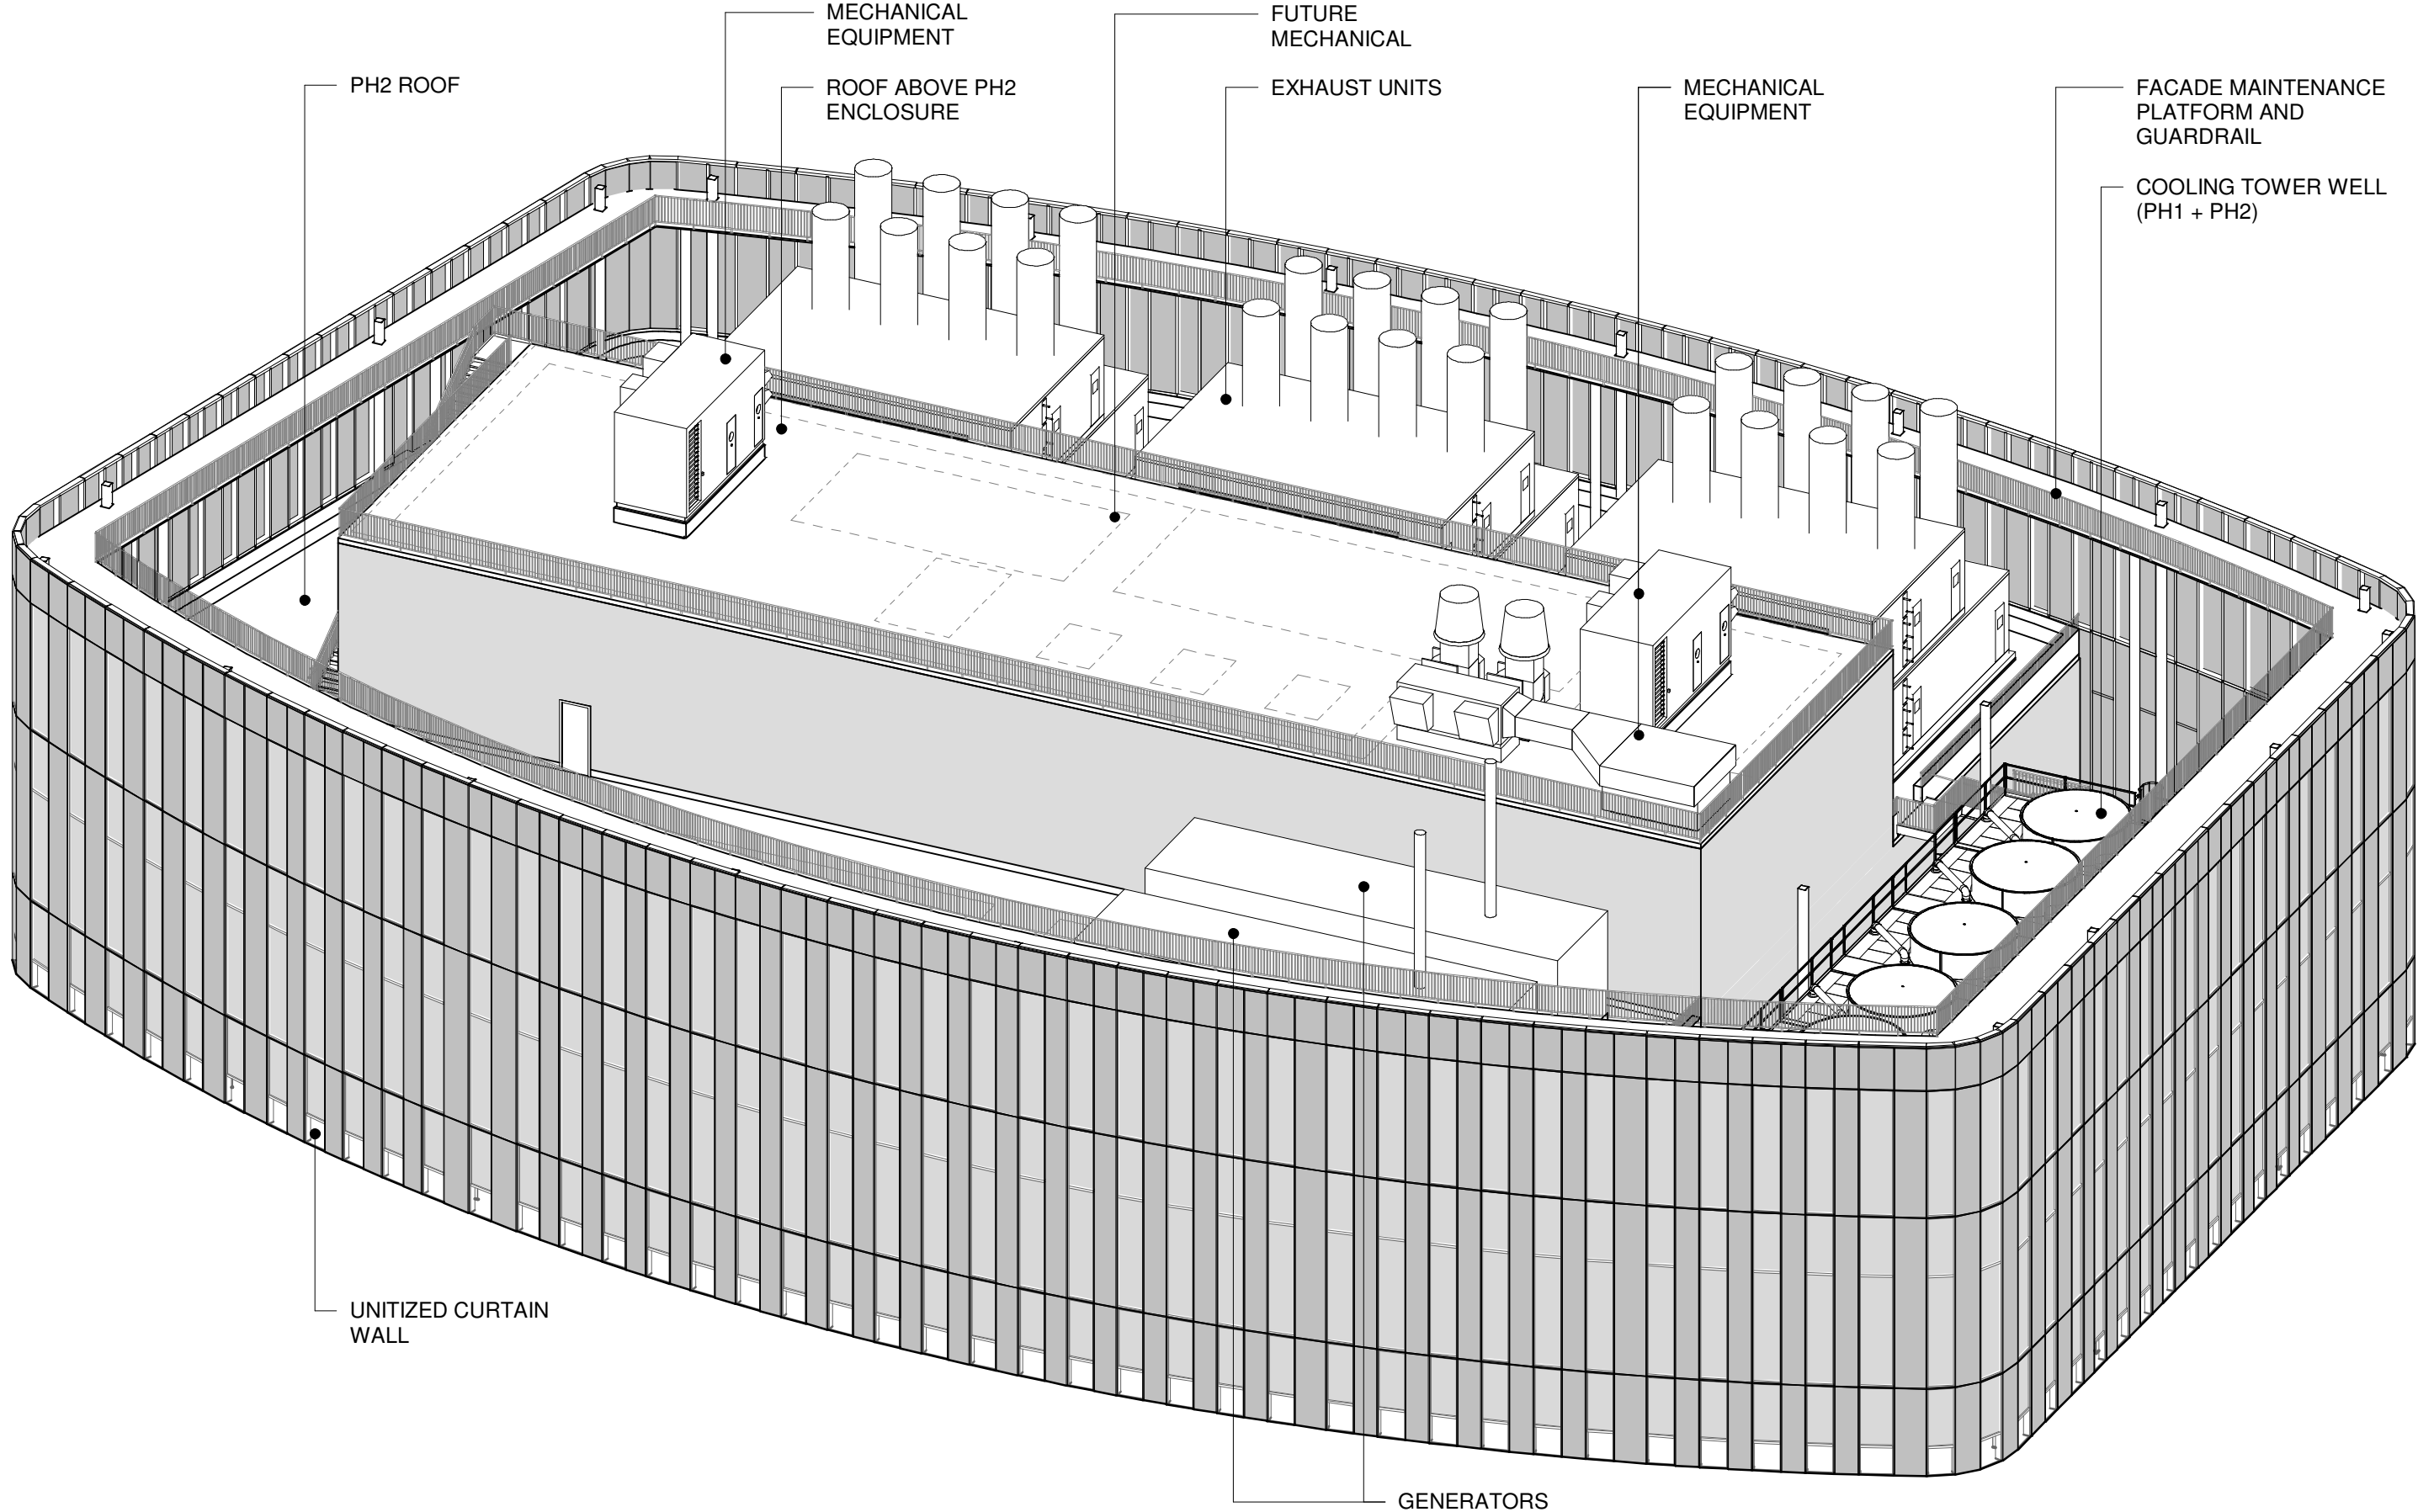 MECHANICAL
EQUIPMENT
FUTURE
MECHANICAL
PH2 ROOF
ROOF ABOVE PH2
ENCLOSURE
EXHAUST UNITS
MECHANICAL
EQUIPMENT
FACADE MAINTENANCE
PLATFORM AND
GUARDRAIL
COOLING TOWER WELL
(PH1 + PH2)
UNITIZED CURTAIN
WALL
GENERATORS